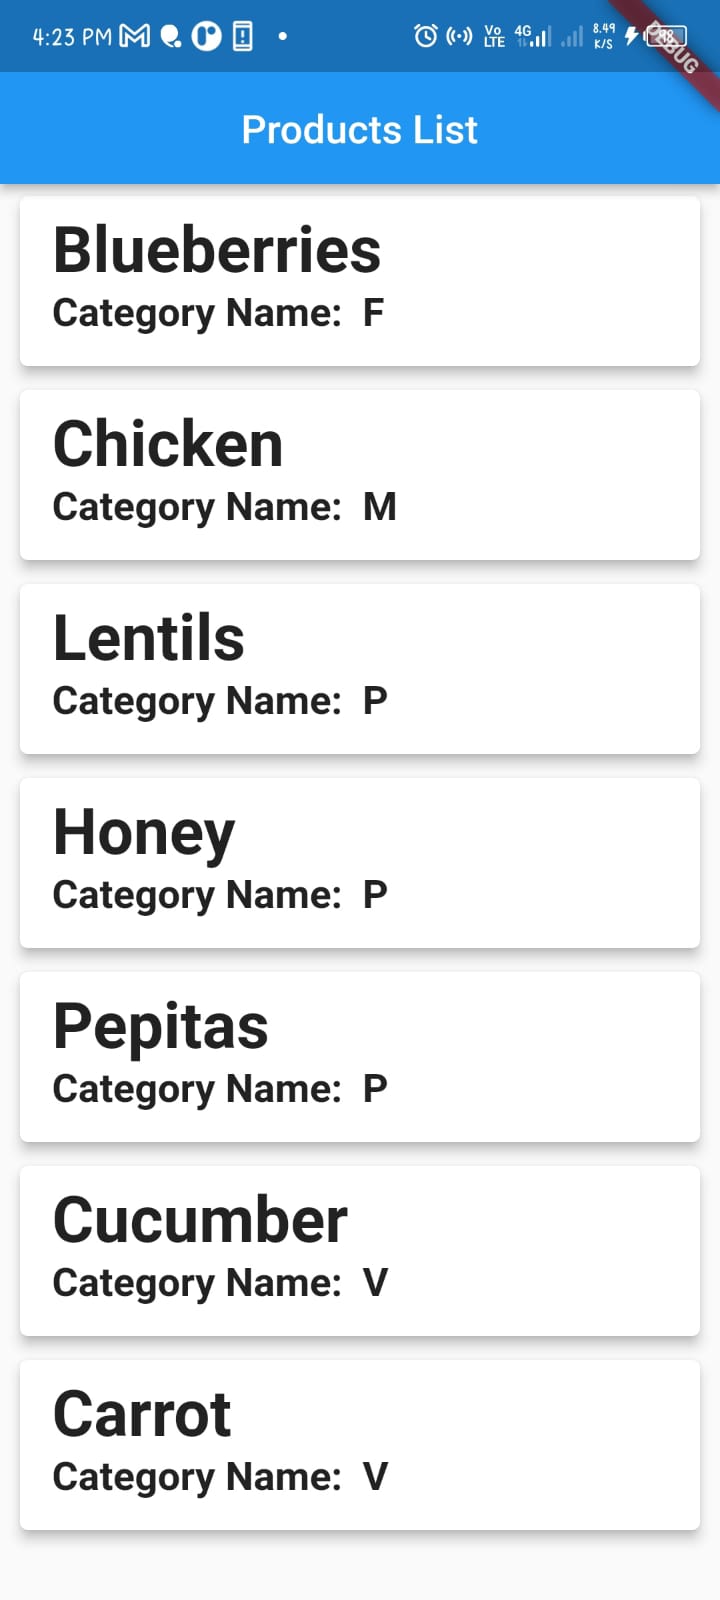 4:23 PM
Vo LTE 4G 8.49 K/S
DEBUG
Products List
Blueberries
Category Name: F
Chicken
Category Name: M
Lentils
Category Name: P
Honey
Category Name: P
Pepitas
Category Name: P
Cucumber
Category Name: V
Carrot
Category Name: V